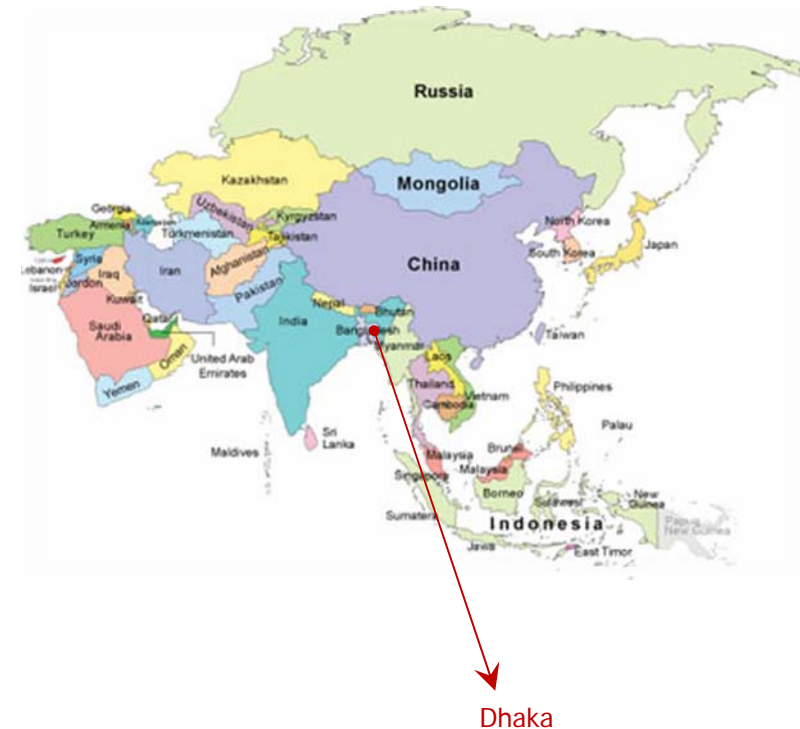 Russia
Kazakhstan
Mongolia
Georgia
Uzbekistan
Kyrgyzstan
Armenia
Turkey
Turkmenistan
Tajikistan
North Korea
Japan
South Korea
China
Syria
Lebanon
Iraq
Iran
Afghanistan
Israel
Jordon
Pakistan
Kuwait
Nepal
Bhutan
Qatar
India
Bangladesh
Saudi
Arabia
Myanmar
Taiwan
Oman
United Arab
Emirates
Laos
Yemen
Thailand
Philippines
Vietnam
Cambodia
Palau
Sri
Lanka
Maldives
Malaysia
Brunei
Singapore
Malaysia
Borneo
Sulawesi
New
Guinea
Sumatera
Indonesia
Papua
New Guinea
Jawa
East Timor
Dhaka